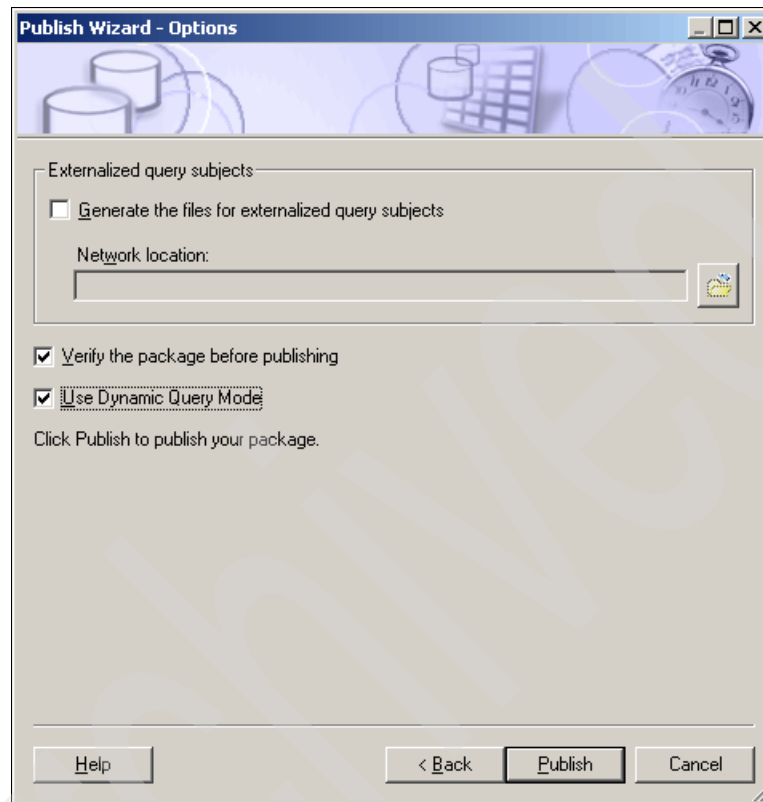 Publish Wizard - Options
Externalized query subjects
Generate the files for externalized query subjects
Network location:
Verify the package before publishing
Use Dynamic Query Mode
Click Publish to publish your package.
Help
< Back
Publish
Cancel